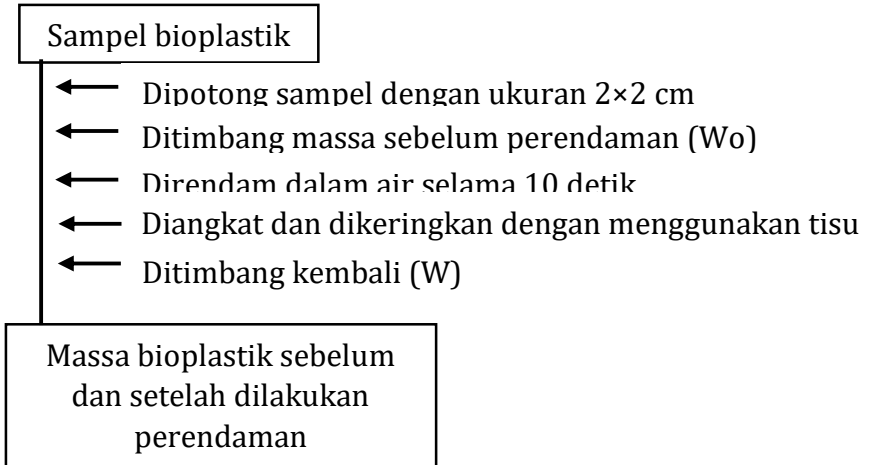 Sampel bioplastik
Dipotong sampel dengan ukuran 2×2 cm
Ditimbang massa sebelum perendaman (Wo)
Direndam dalam air selama 10 detik
Diangkat dan dikeringkan dengan menggunakan tisu
Ditimbang kembali (W)
Massa bioplastik sebelum
dan setelah dilakukan
perendaman